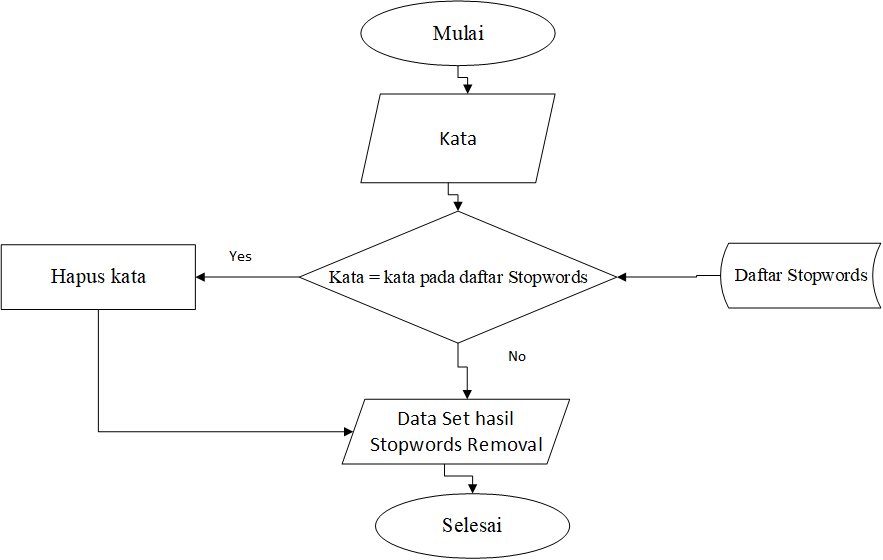 Mulai
Kata
Yes
Hapus kata
Kata = kata pada daftar Stopwords
Daftar Stopwords
No
Data Set hasil
Stopwords Removal
Selesai